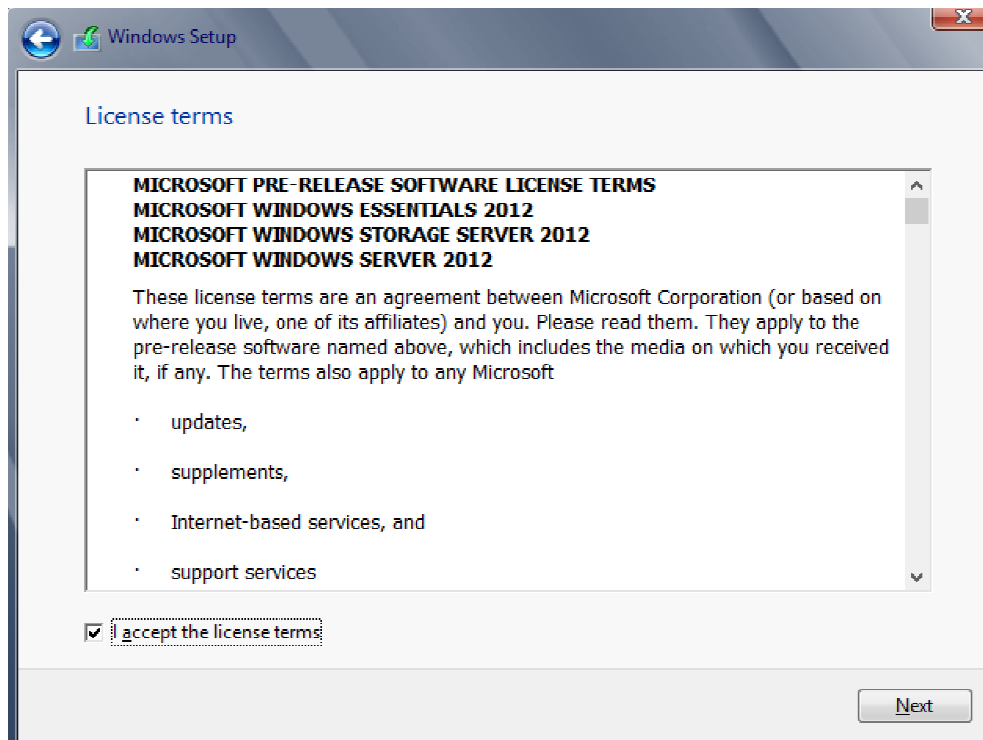 Windows Setup
License terms
MICROSOFT PRE-RELEASE SOFTWARE LICENSE TERMS
MICROSOFT WINDOWS ESSENTIALS 2012
MICROSOFT WINDOWS STORAGE SERVER 2012
MICROSOFT WINDOWS SERVER 2012
These license terms are an agreement between Microsoft Corporation (or based on
where you live, one of its affiliates) and you. Please read them. They apply to the
pre-release software named above, which includes the media on which you received
it, if any. The terms also apply to any Microsoft
· updates,
· supplements,
· Internet-based services, and
· support services
I accept the license terms
Next